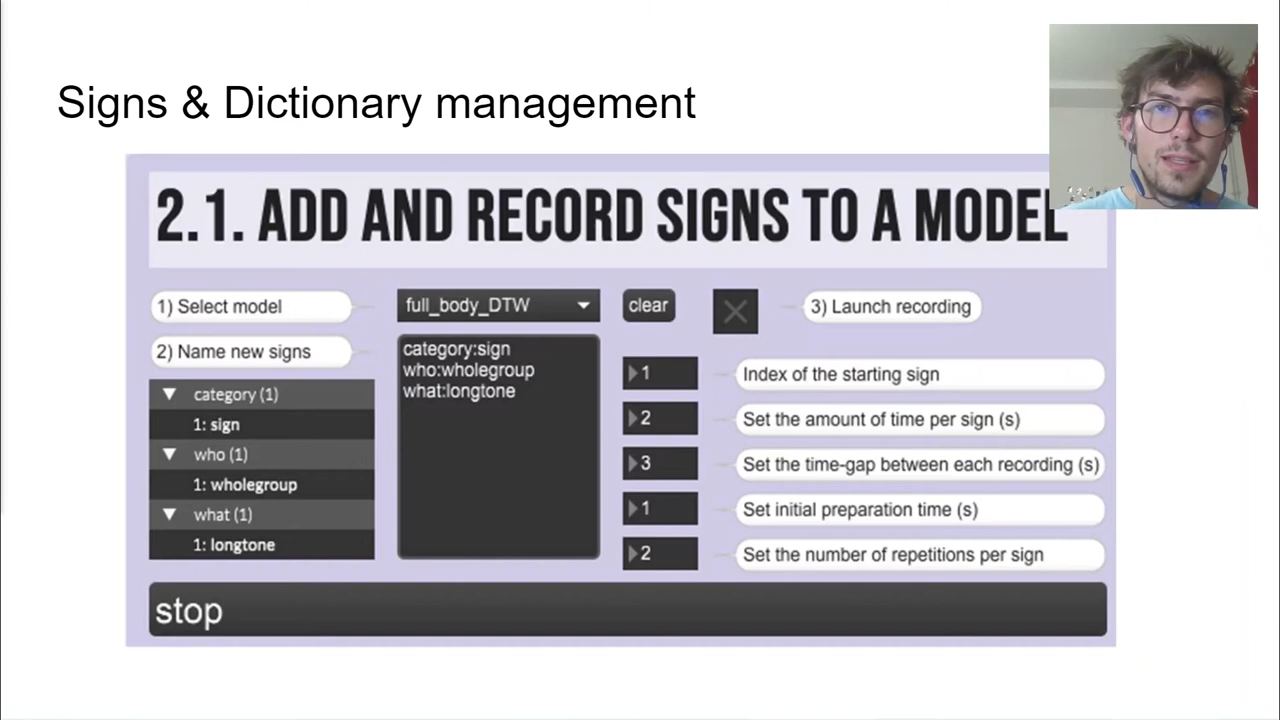 Signs & Dictionary management
2.1. ADD AND RECORD SIGNS TO A MODEL
1) Select model
full_body_DTW
clear
3) Launch recording
2) Name new signs
category:sign
who:wholegroup
what:longtone
category (1)
1: sign
who (1)
1: wholegroup
what (1)
1: longtone
1
Index of the starting sign
2
Set the amount of time per sign (s)
3
Set the time-gap between each recording (s)
1
Set initial preparation time (s)
2
Set the number of repetitions per sign
stop